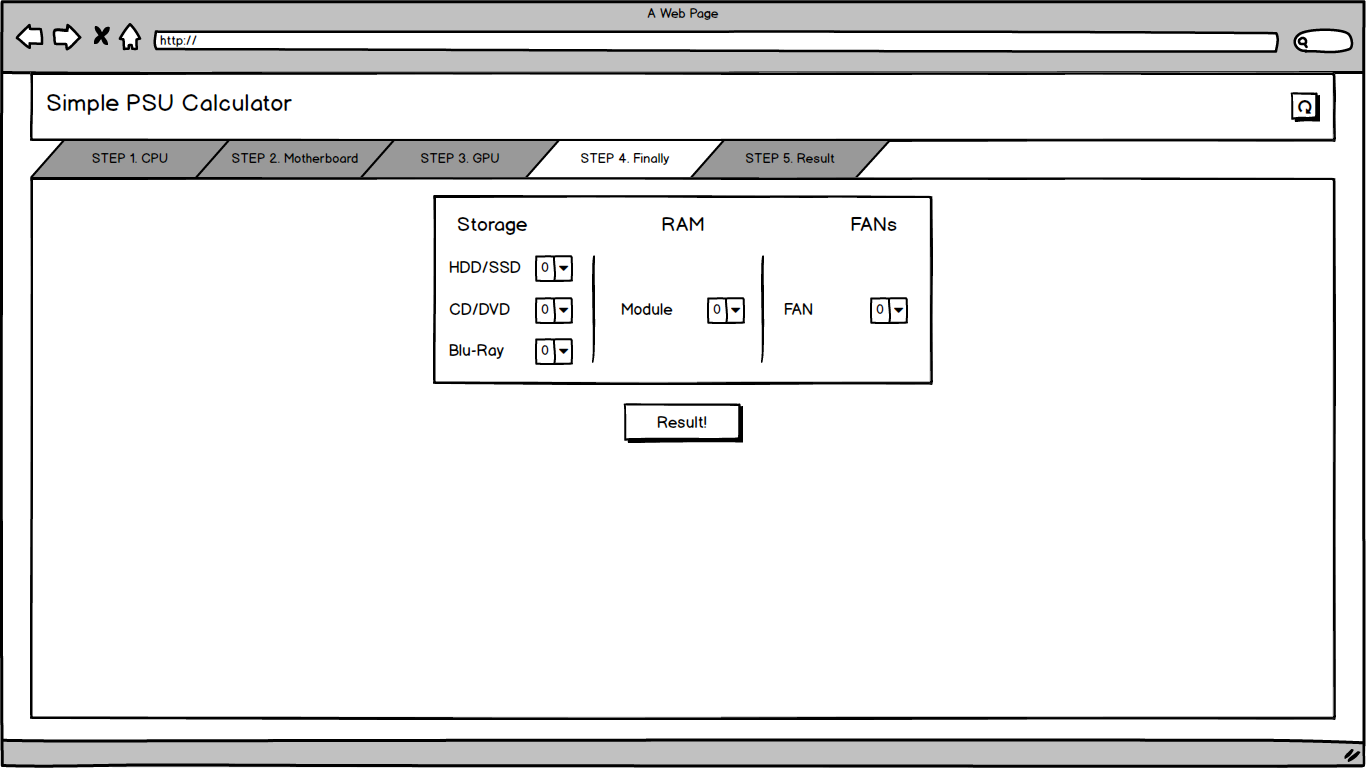 A Web Page
http://
Simple PSU Calculator
STEP 1. CPU STEP 2. Motherboard STEP 3. GPU STEP 4. Finally STEP 5. Result
Storage RAM FANs
HDD/SSD 0
CD/DVD 0 Module 0 FAN 0
Blu-Ray 0
Result!